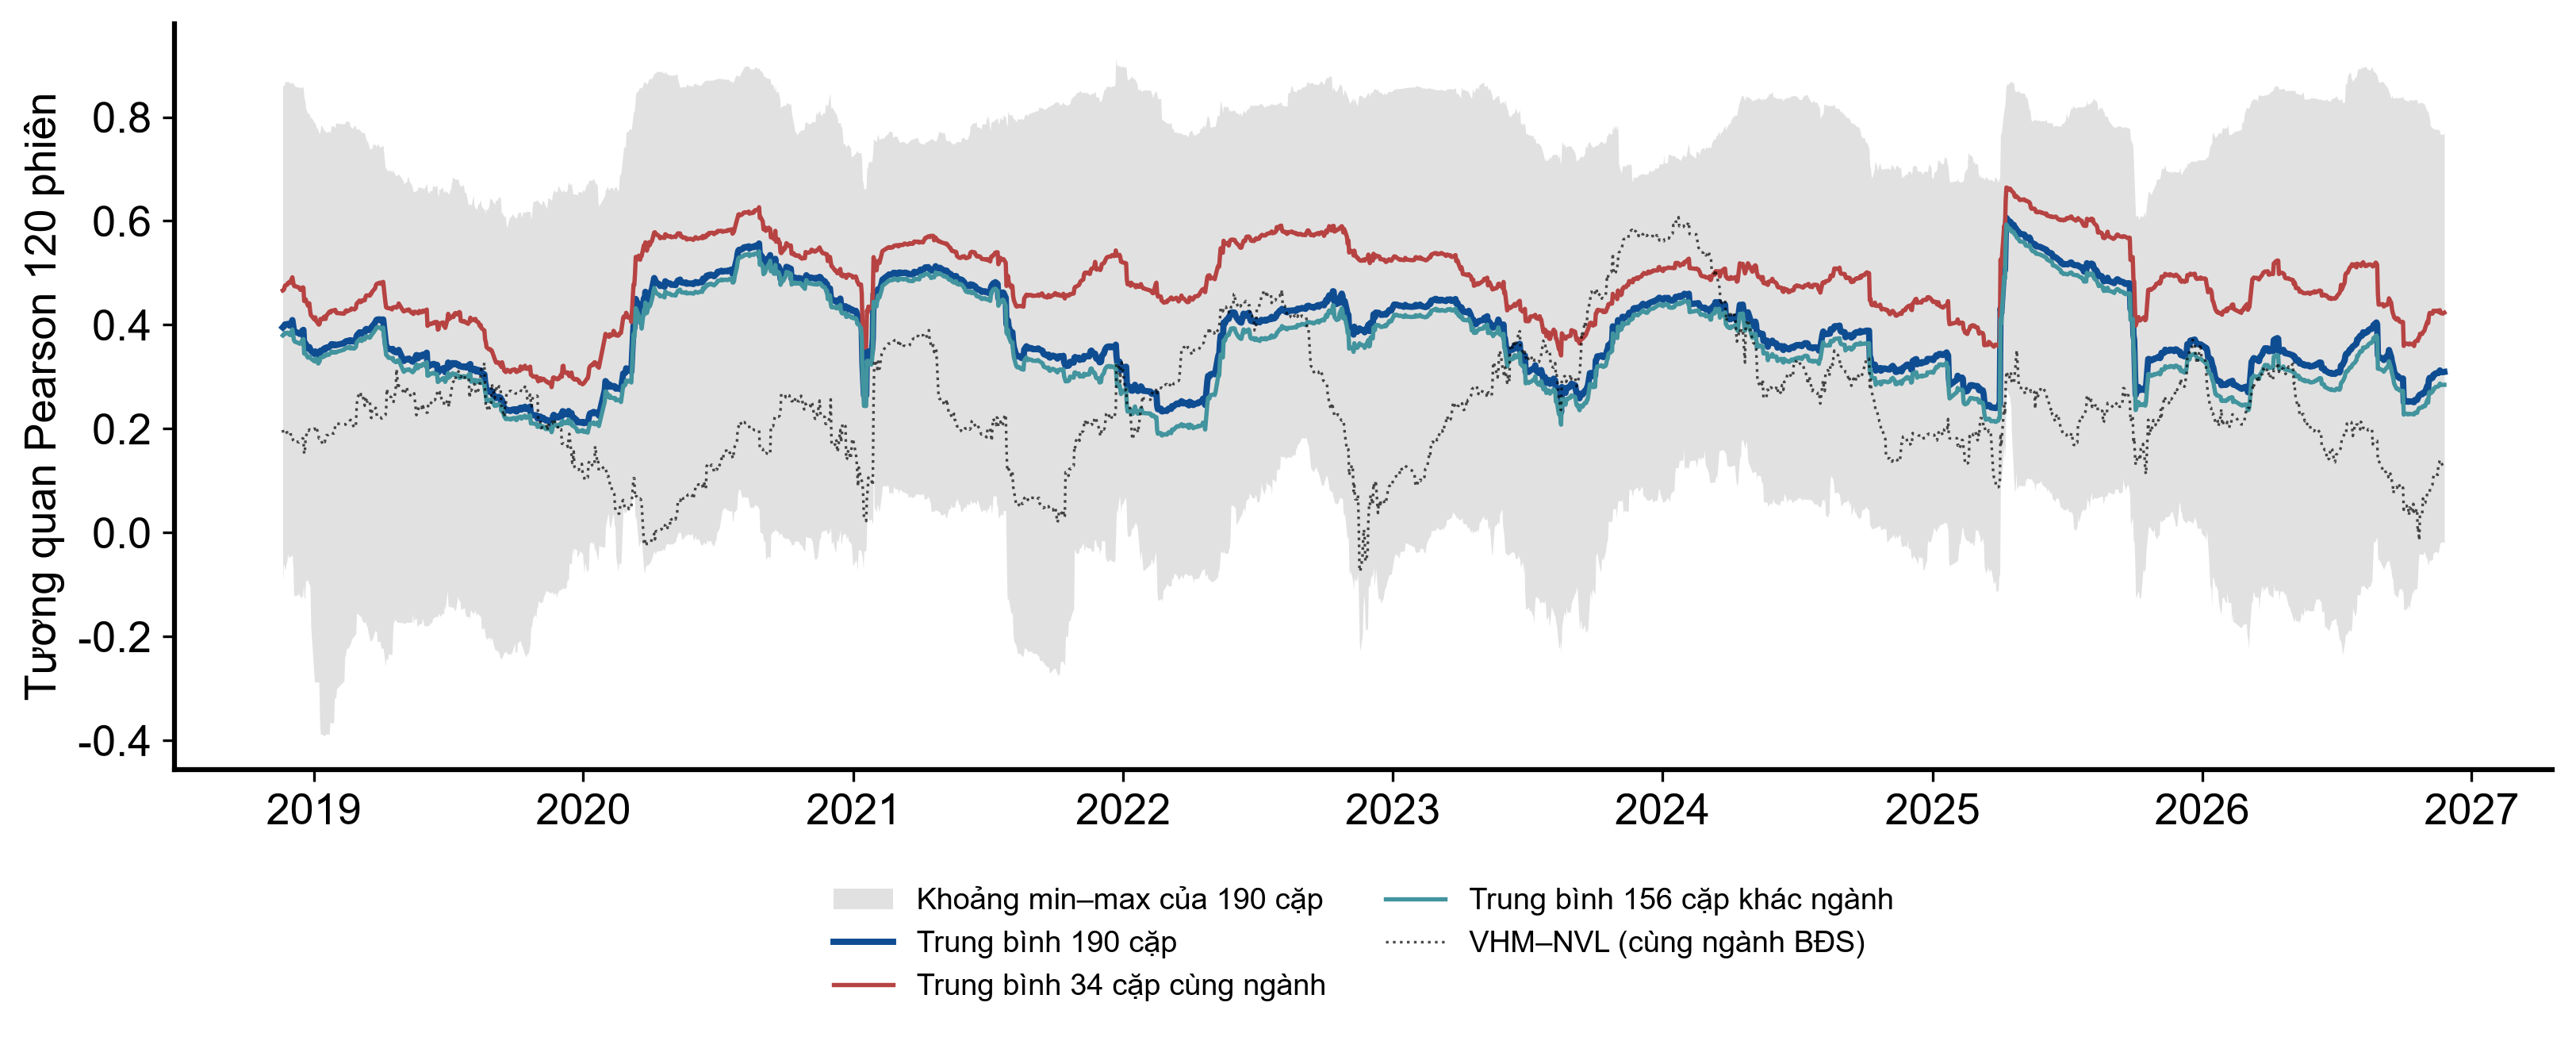 Tương quan Pearson 120 phiên
0.8
0.6
0.4
0.2
0.0
-0.2
-0.4
2019 2020 2021 2022 2023 2024 2025 2026 2027
Khoảng min–max của 190 cặp
Trung bình 190 cặp
Trung bình 34 cặp cùng ngành
Trung bình 156 cặp khác ngành
VHM–NVL (cùng ngành BĐS)